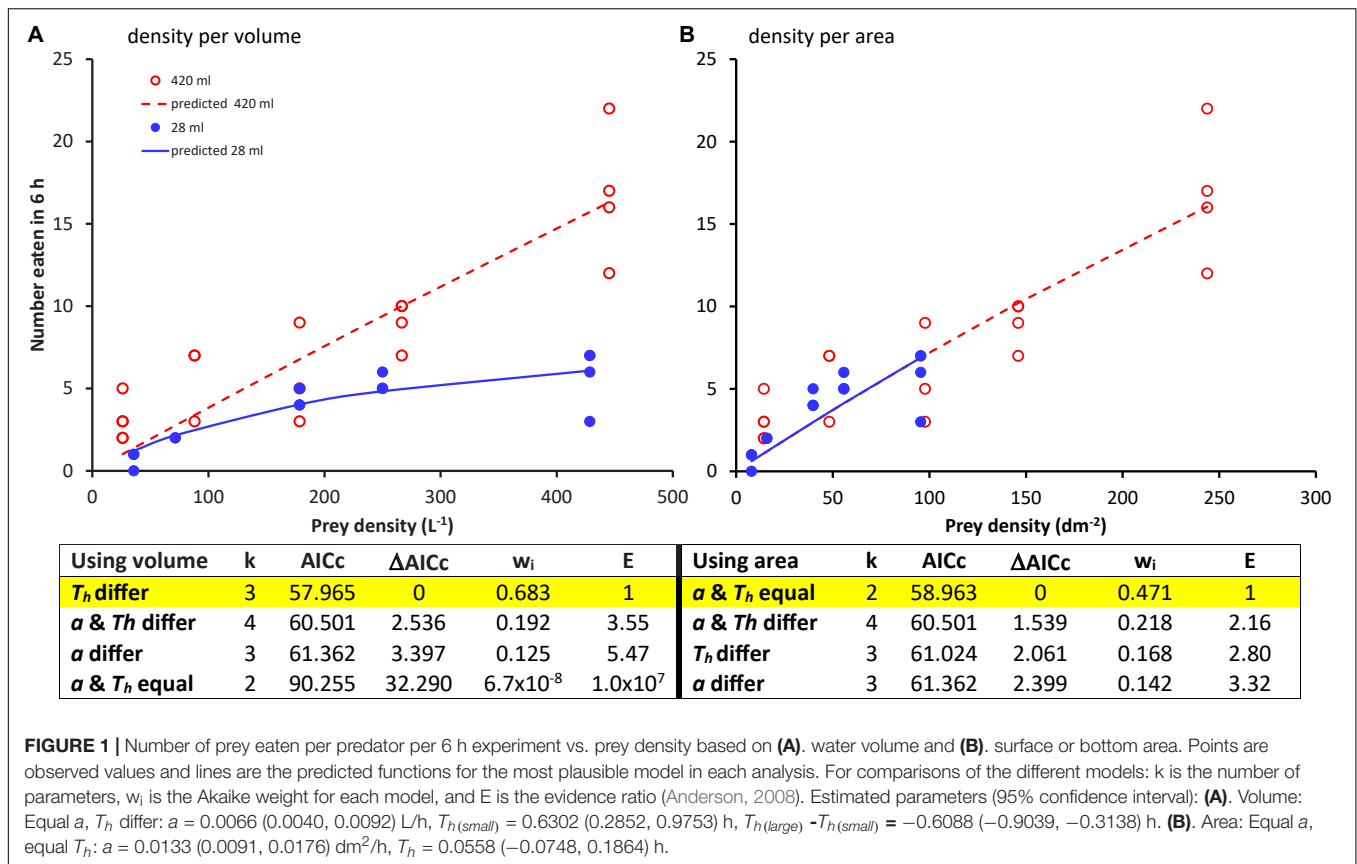 A density per volume
25
20
15
10
5
0
Number eaten in 6 h
420 ml
predicted 420 ml
28 ml
predicted 28 ml
0 100 200 300 400 500
Prey density (L⁻¹)
B density per area
25
20
15
10
5
0
0 50 100 150 200 250 300
Prey density (dm⁻²)
Using volume k AICc ΔAICc wᵢ E
Tₕ differ 3 57.965 0 0.683 1
a & Th differ 4 60.501 2.536 0.192 3.55
a differ 3 61.362 3.397 0.125 5.47
a & Tₕ equal 2 90.255 32.290 6.7x10⁻⁸ 1.0x10⁷
Using area k AICc ΔAICc wᵢ E
a & Tₕ equal 2 58.963 0 0.471 1
a & Th differ 4 60.501 1.539 0.218 2.16
Tₕ differ 3 61.024 2.061 0.168 2.80
a differ 3 61.362 2.399 0.142 3.32
FIGURE 1 | Number of prey eaten per predator per 6 h experiment vs. prey density based on (A). water volume and (B). surface or bottom area. Points are
observed values and lines are the predicted functions for the most plausible model in each analysis. For comparisons of the different models: k is the number of
parameters, wᵢ is the Akaike weight for each model, and E is the evidence ratio (Anderson, 2008). Estimated parameters (95% confidence interval): (A). Volume:
Equal a, Tₕ differ: a = 0.0066 (0.0040, 0.0092) L/h, Tₕ₍ₛₘₐₗₗ₎ = 0.6302 (0.2852, 0.9753) h, Tₕ(large) -Tₕ(small) = −0.6088 (−0.9039, −0.3138) h. (B). Area: Equal a,
equal Tₕ: a = 0.0133 (0.0091, 0.0176) dm²/h, Tₕ = 0.0558 (−0.0748, 0.1864) h.